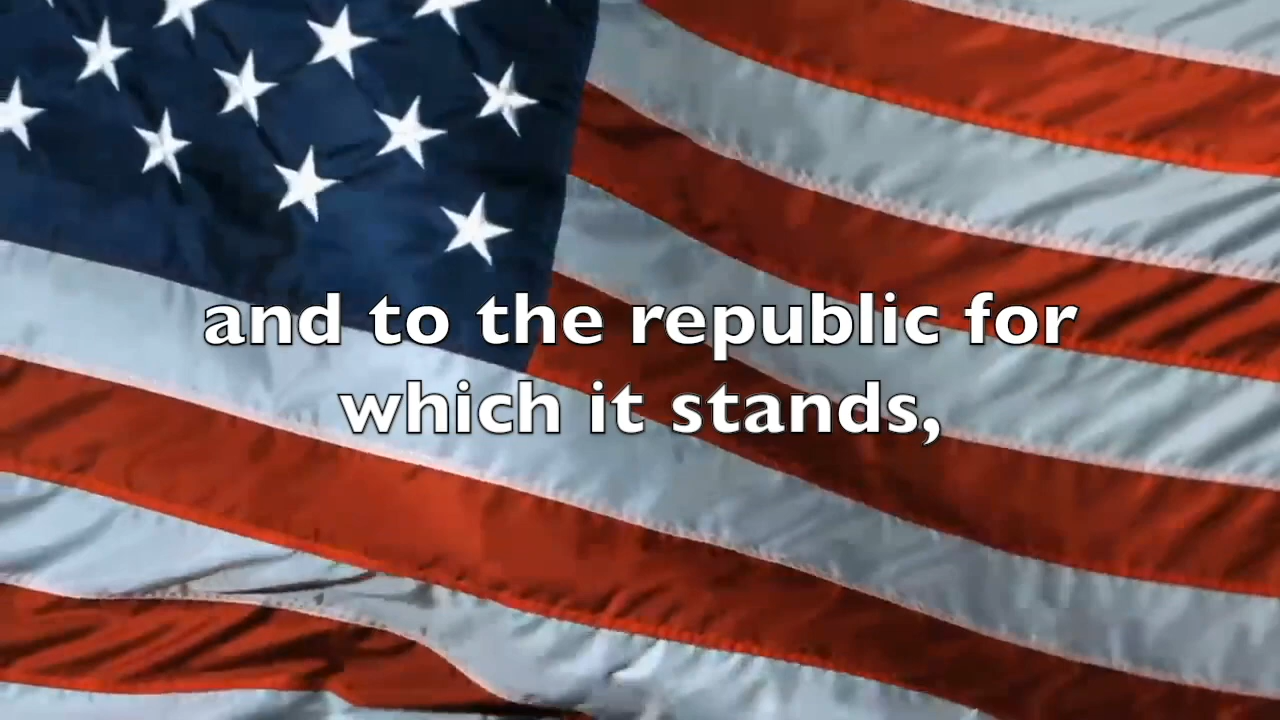 and to the republic for
which it stands,